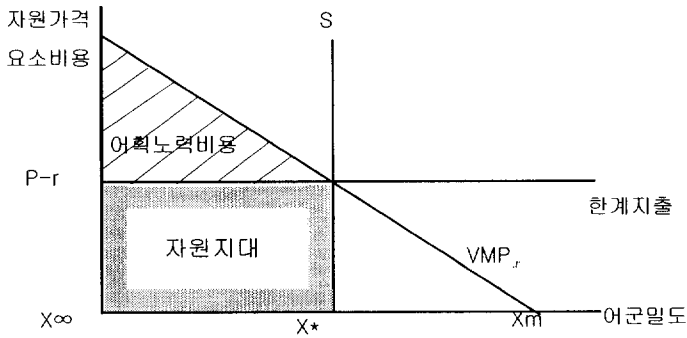 자원가격
요소비용
S
어획노력비용
P-r
한계지출
자원지대
VMP.r
X∞
X★
Xm
어군밀도